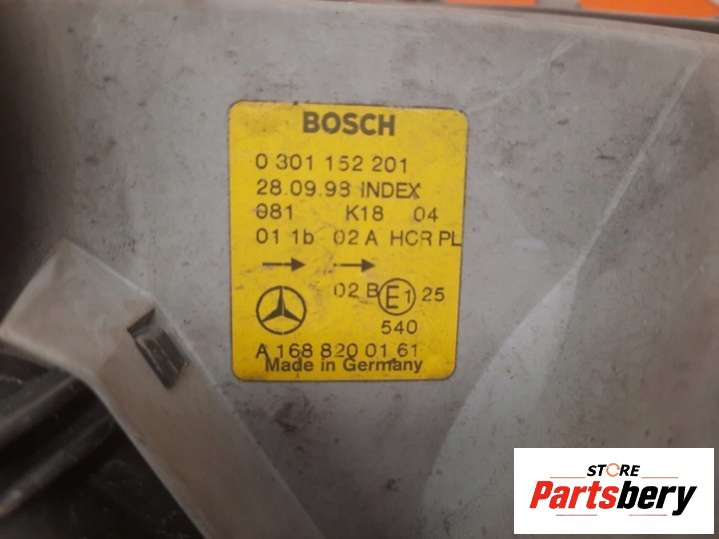 BOSCH
0 301 152 201
28.09.98 INDEX
081 K18 04
01 1b 02 A HCR PL
02 B E1 25
540
A 168 820 01 61
Made in Germany
STORE
Partsbery